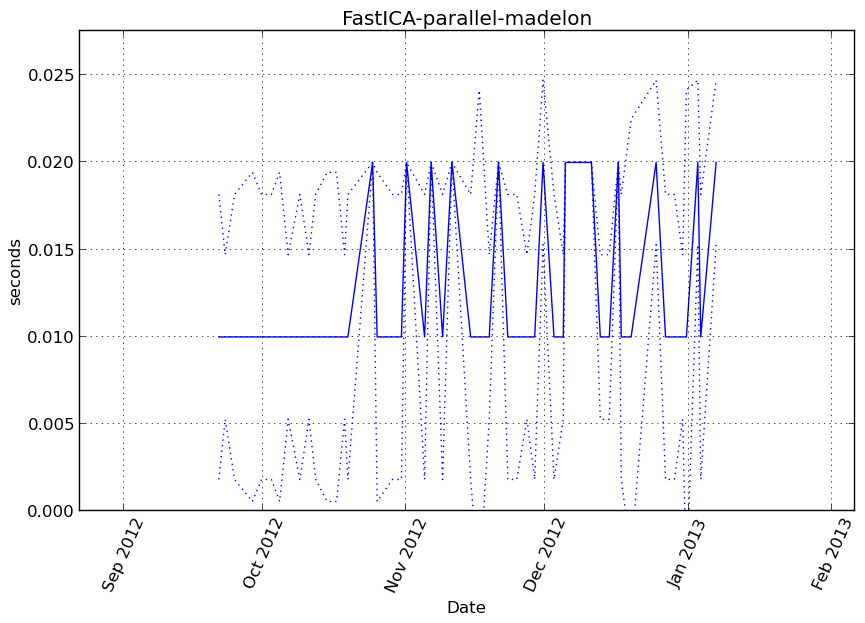 FastICA-parallel-madelon
0.025
0.020
0.015
0.010
0.005
0.000
seconds
Sep 2012
Oct 2012
Nov 2012
Dec 2012
Jan 2013
Feb 2013
Date